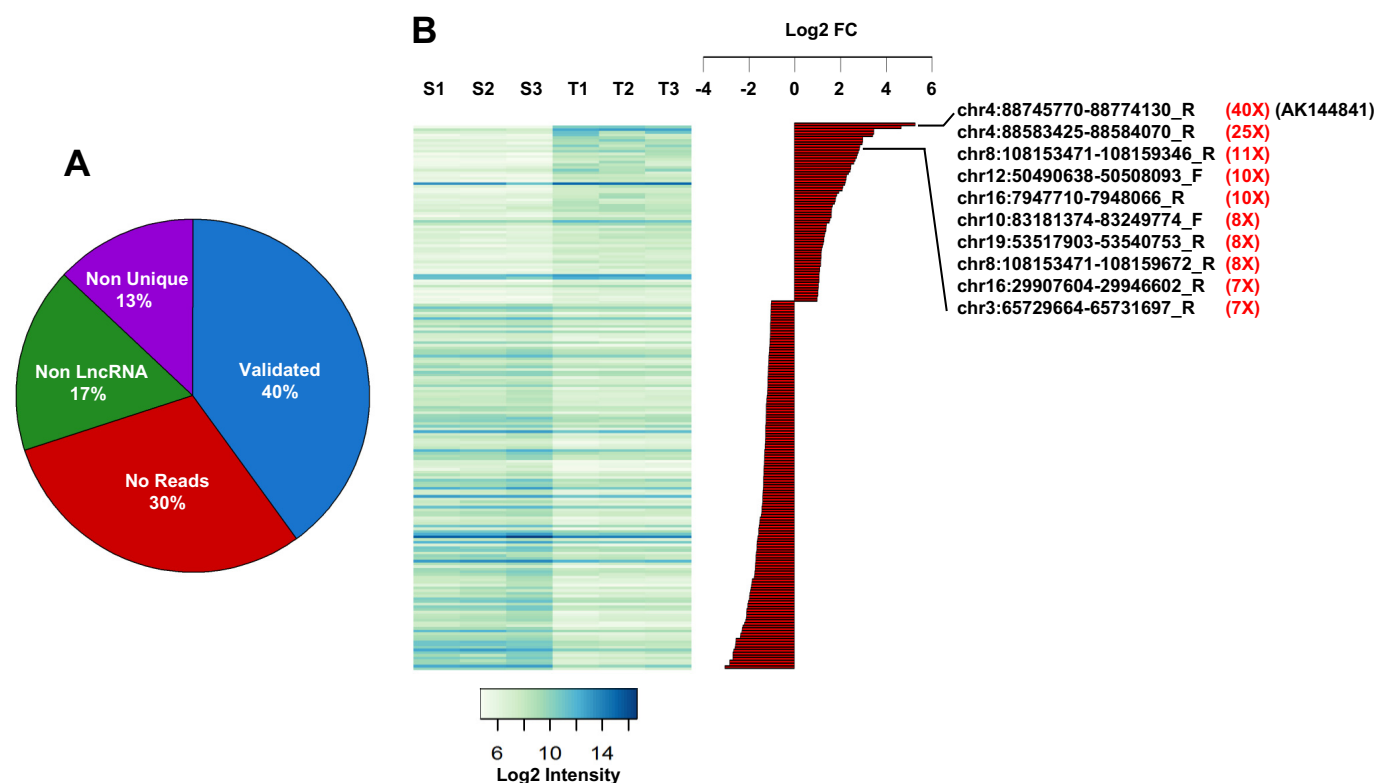 A
Non Unique
13%
Non LncRNA
17%
Validated
40%
No Reads
30%
B
Log2 FC
S1 S2 S3 T1 T2 T3
-4 -2 0 2 4 6
chr4:88745770-88774130_R (40X) (AK144841)
chr4:88583425-88584070_R (25X)
chr8:108153471-108159346_R (11X)
chr12:50490638-50508093_F (10X)
chr16:7947710-7948066_R (10X)
chr10:83181374-83249774_F (8X)
chr19:53517903-53540753_R (8X)
chr8:108153471-108159672_R (8X)
chr16:29907604-29946602_R (7X)
chr3:65729664-65731697_R (7X)
6 10 14
Log2 Intensity